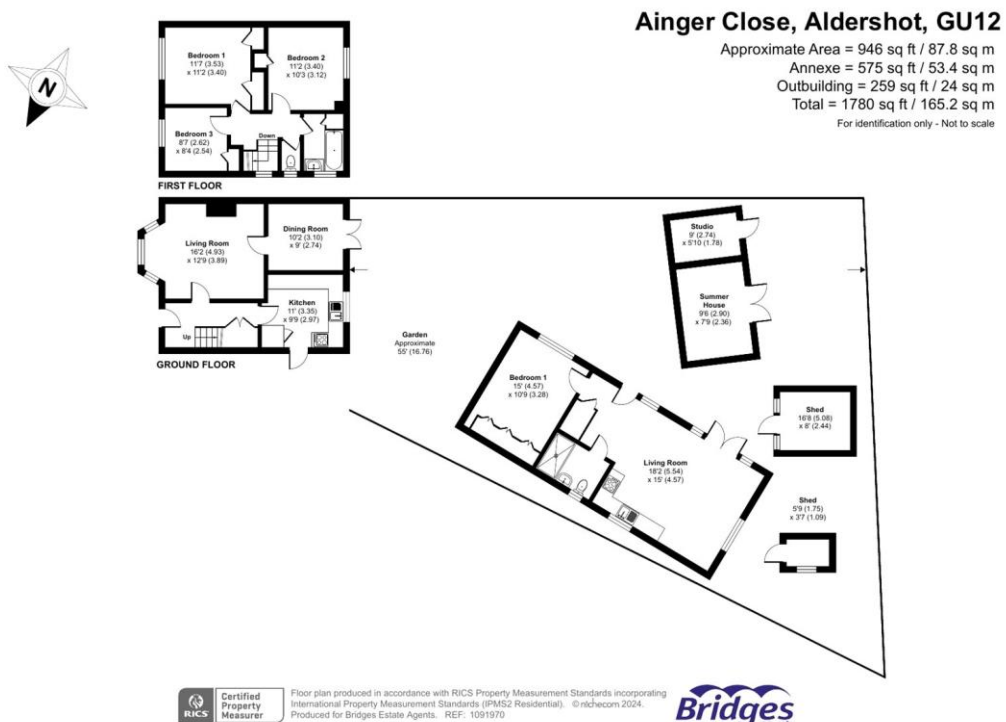 Ainger Close, Aldershot, GU12
Approximate Area = 946 sq ft / 87.8 sq m
Annexe = 575 sq ft / 53.4 sq m
Outbuilding = 259 sq ft / 24 sq m
Total = 1780 sq ft / 165.2 sq m
For identification only - Not to scale
N
Bedroom 1
11'7 (3.53)
x 11'2 (3.40)
Bedroom 2
11'2 (3.40)
x 10'3 (3.12)
Bedroom 3
8'7 (2.62)
x 8'4 (2.54)
Down
FIRST FLOOR
Living Room
16'2 (4.93)
x 12'9 (3.89)
Dining Room
10'2 (3.10)
x 9' (2.74)
Kitchen
11' (3.35)
x 9'9 (2.97)
Up
GROUND FLOOR
Garden
Approximate
55' (16.76)
Studio
9' (2.74)
x 5'10 (1.78)
Summer
House
9'6 (2.90)
x 7'9 (2.36)
Bedroom 1
15' (4.57)
x 10'9 (3.28)
Living Room
18'2 (5.54)
x 15' (4.57)
Shed
16'8 (5.08)
x 8' (2.44)
Shed
5'9 (1.75)
x 3'7 (1.09)
RICS
Certified
Property
Measurer
Floor plan produced in accordance with RICS Property Measurement Standards incorporating
International Property Measurement Standards (IPMS2 Residential). © nichecom 2024.
Produced for Bridges Estate Agents. REF: 1091970
Bridges